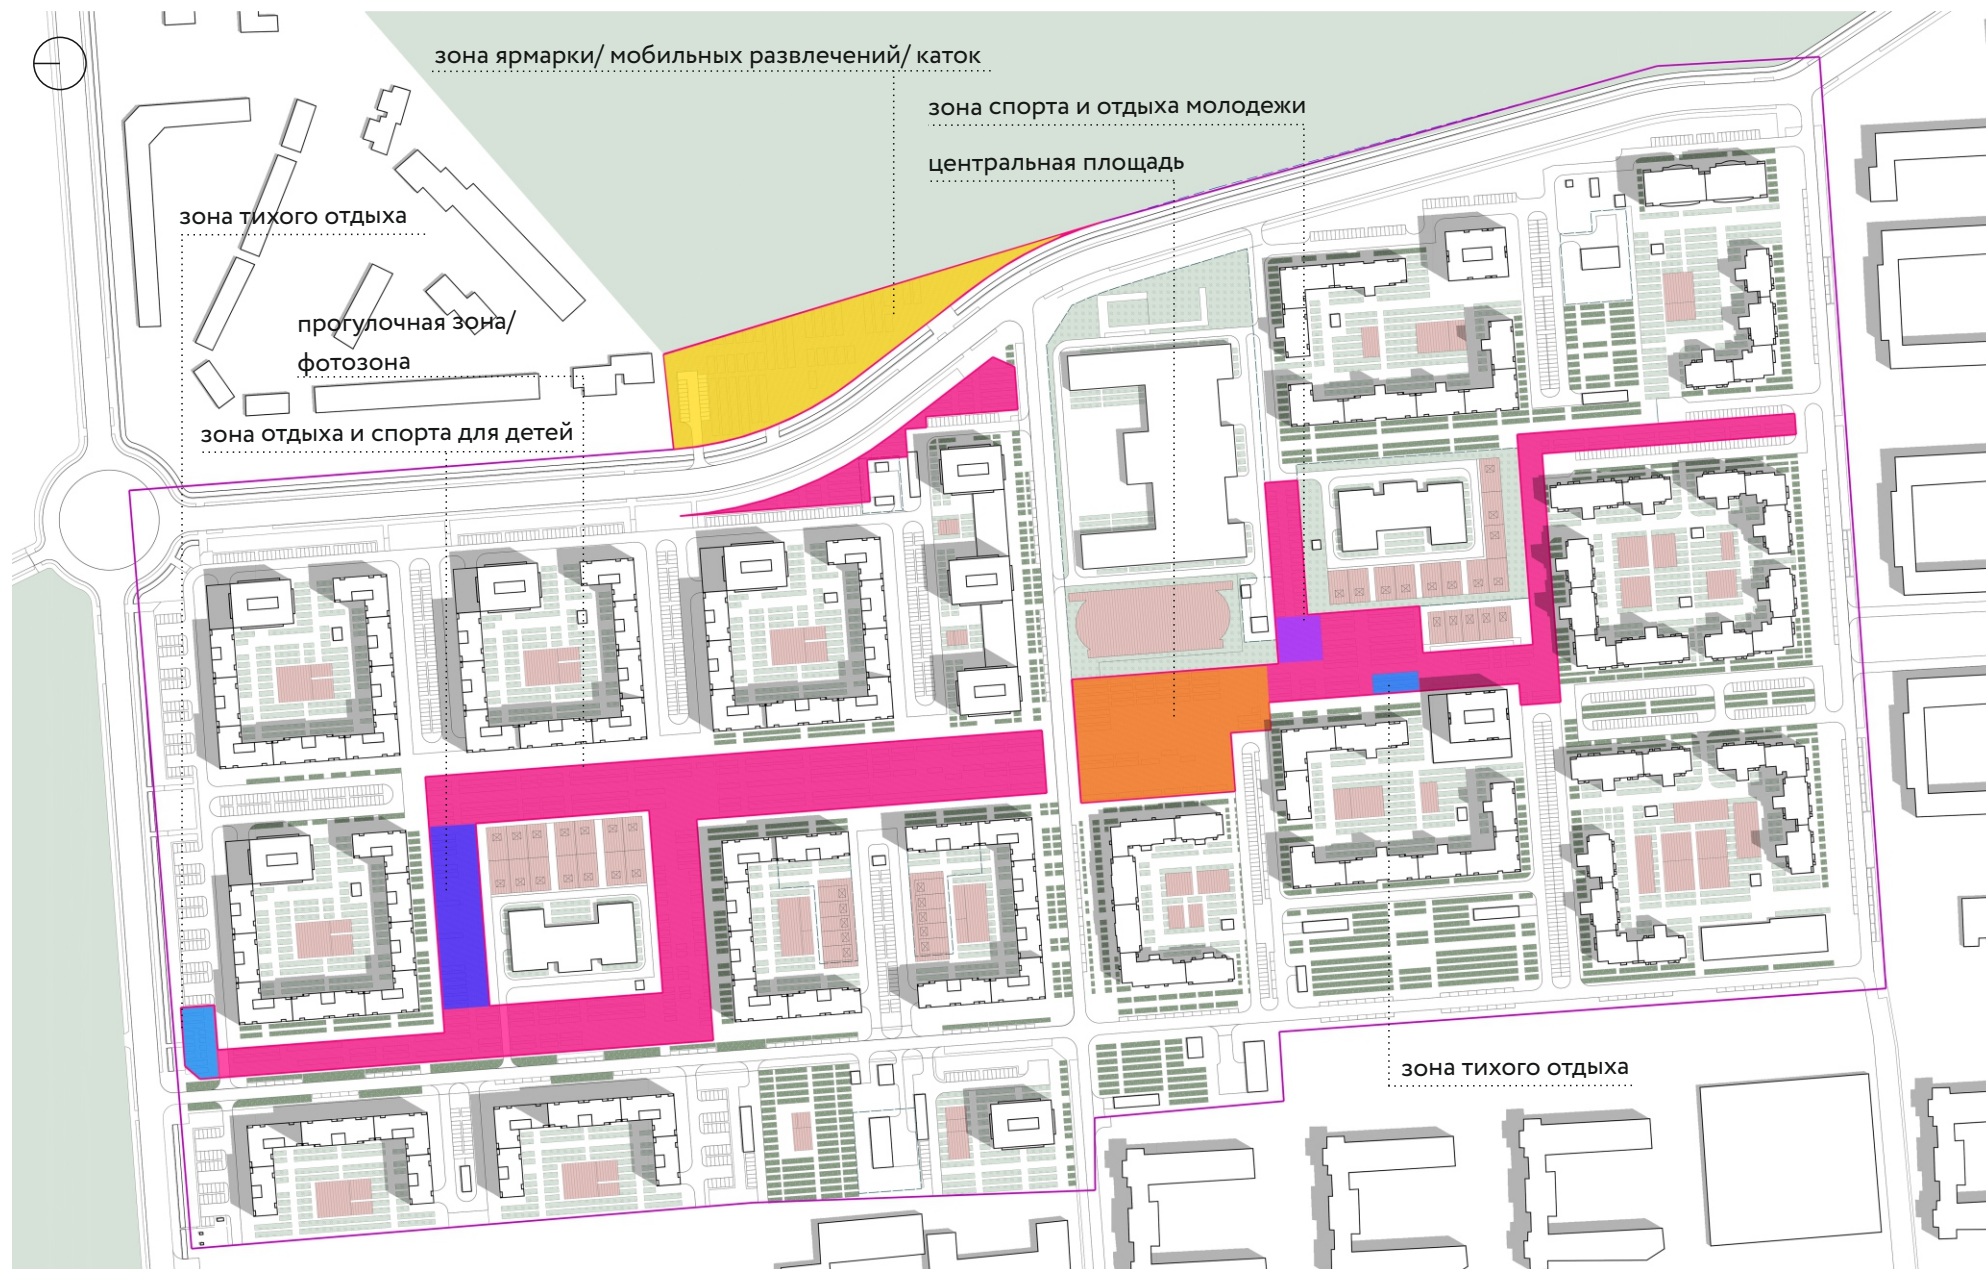 зона ярмарки/ мобильных развлечений/ каток
зона спорта и отдыха молодежи
центральная площадь
зона тихого отдыха
прогулочная зона/
фотозона
зона отдыха и спорта для детей
зона тихого отдыха